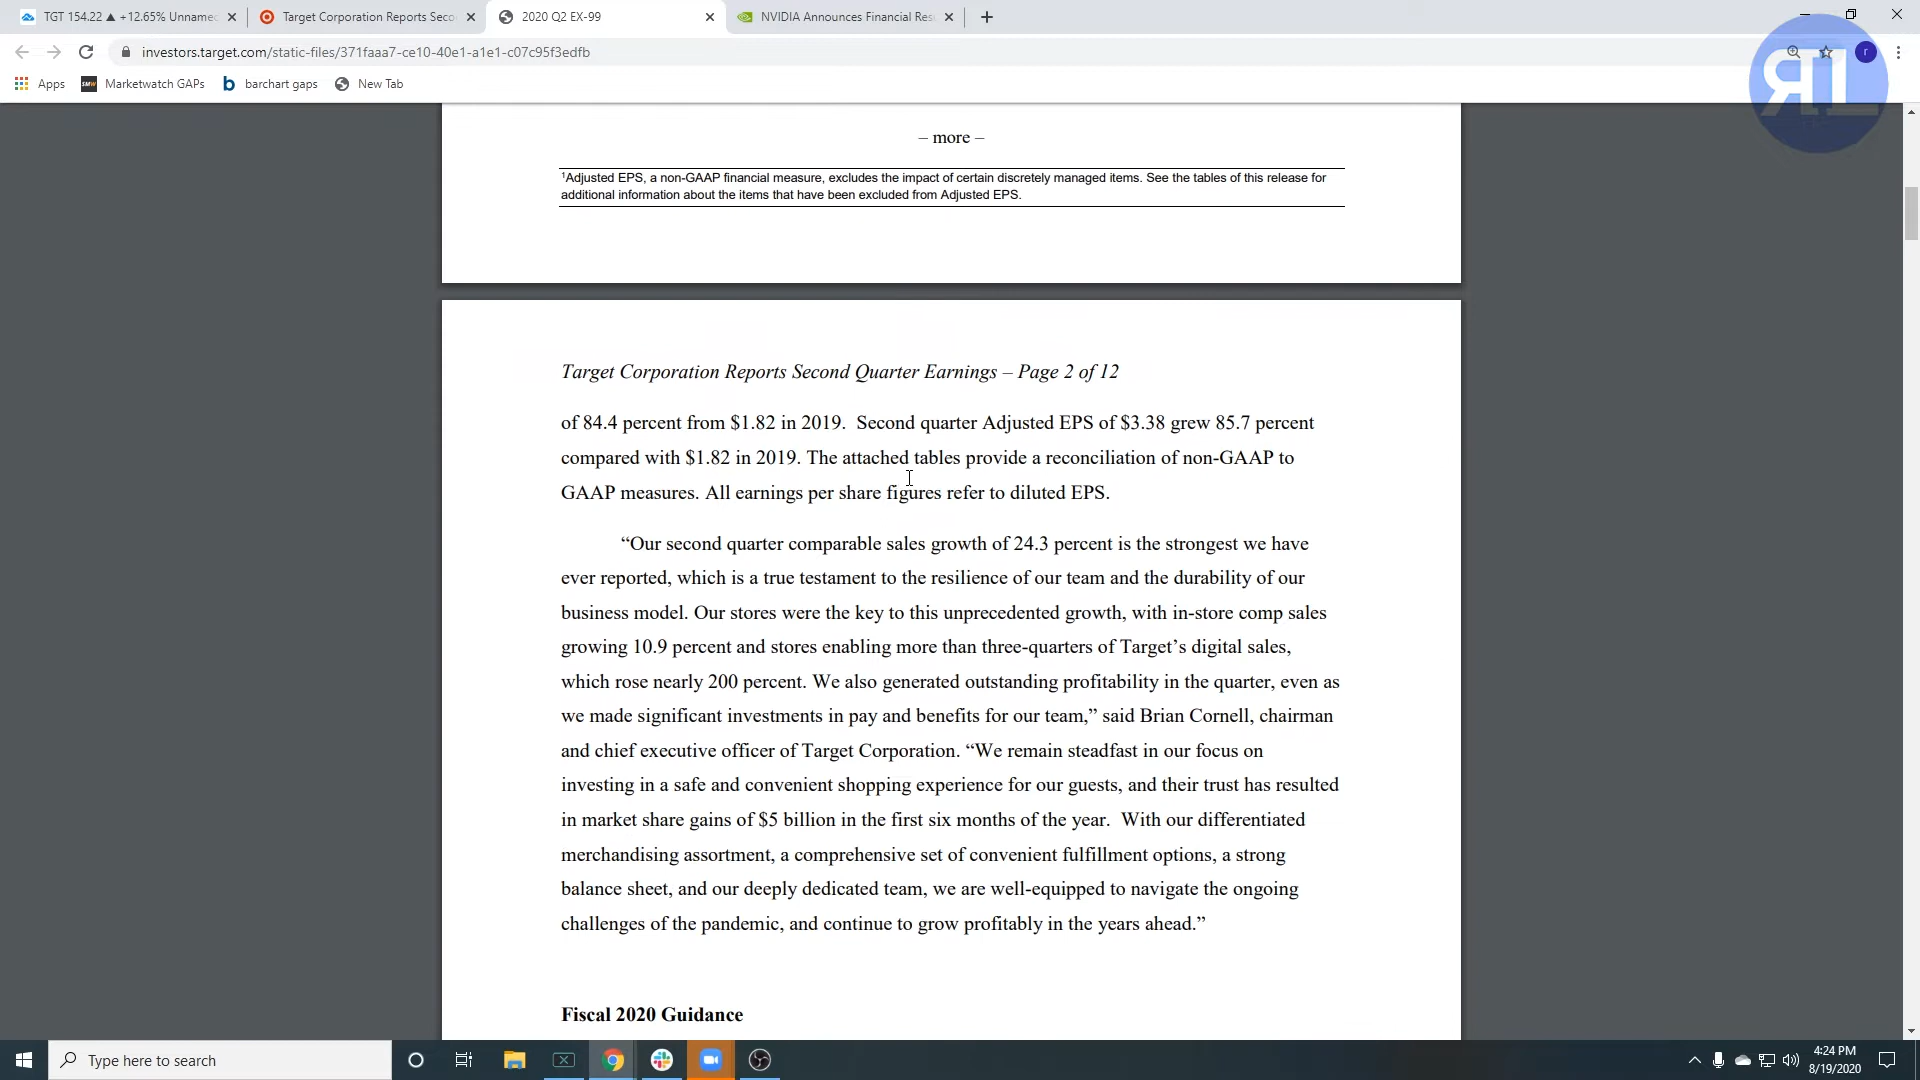 TGT 154.22 ▲ +12.65% Unnamed
Target Corporation Reports Seco
2020 Q2 EX-99
NVIDIA Announces Financial Res
investors.target.com/static-files/371faaa7-ce10-40e1-a1e1-c07c95f3edfb
r
Apps
SMW
Marketwatch GAPs
b
barchart gaps
New Tab
– more –
¹Adjusted EPS, a non-GAAP financial measure, excludes the impact of certain discretely managed items. See the tables of this release for
additional information about the items that have been excluded from Adjusted EPS.
Target Corporation Reports Second Quarter Earnings – Page 2 of 12
of 84.4 percent from $1.82 in 2019.  Second quarter Adjusted EPS of $3.38 grew 85.7 percent
compared with $1.82 in 2019. The attached tables provide a reconciliation of non-GAAP to
GAAP measures. All earnings per share figures refer to diluted EPS.
“Our second quarter comparable sales growth of 24.3 percent is the strongest we have
ever reported, which is a true testament to the resilience of our team and the durability of our
business model. Our stores were the key to this unprecedented growth, with in-store comp sales
growing 10.9 percent and stores enabling more than three-quarters of Target’s digital sales,
which rose nearly 200 percent. We also generated outstanding profitability in the quarter, even as
we made significant investments in pay and benefits for our team,” said Brian Cornell, chairman
and chief executive officer of Target Corporation. “We remain steadfast in our focus on
investing in a safe and convenient shopping experience for our guests, and their trust has resulted
in market share gains of $5 billion in the first six months of the year.  With our differentiated
merchandising assortment, a comprehensive set of convenient fulfillment options, a strong
balance sheet, and our deeply dedicated team, we are well-equipped to navigate the ongoing
challenges of the pandemic, and continue to grow profitably in the years ahead.”
Fiscal 2020 Guidance
Type here to search
4:24 PM
8/19/2020